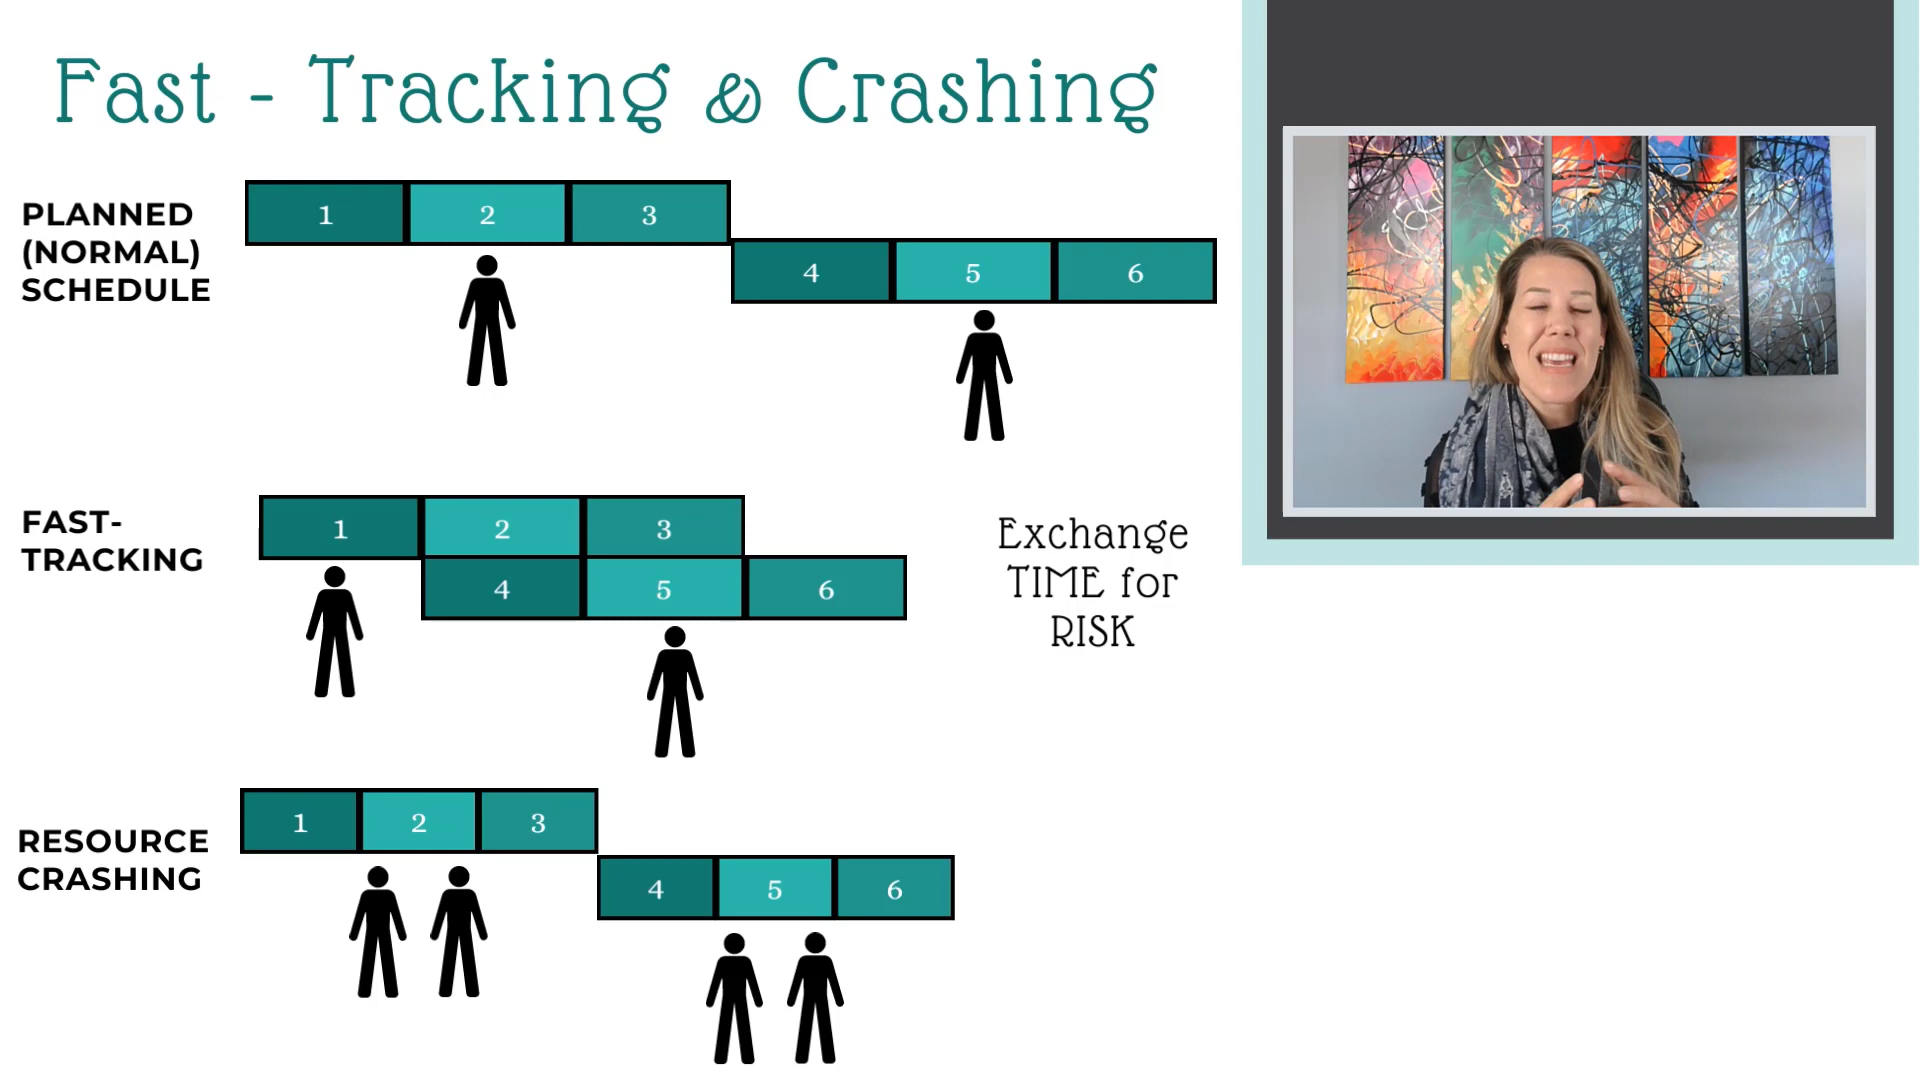 Fast - Tracking & Crashing
PLANNED
(NORMAL)
SCHEDULE
1 2 3
4 5 6
FAST-
TRACKING
1 2 3
4 5 6
Exchange
TIME for
RISK
RESOURCE
CRASHING
1 2 3
4 5 6